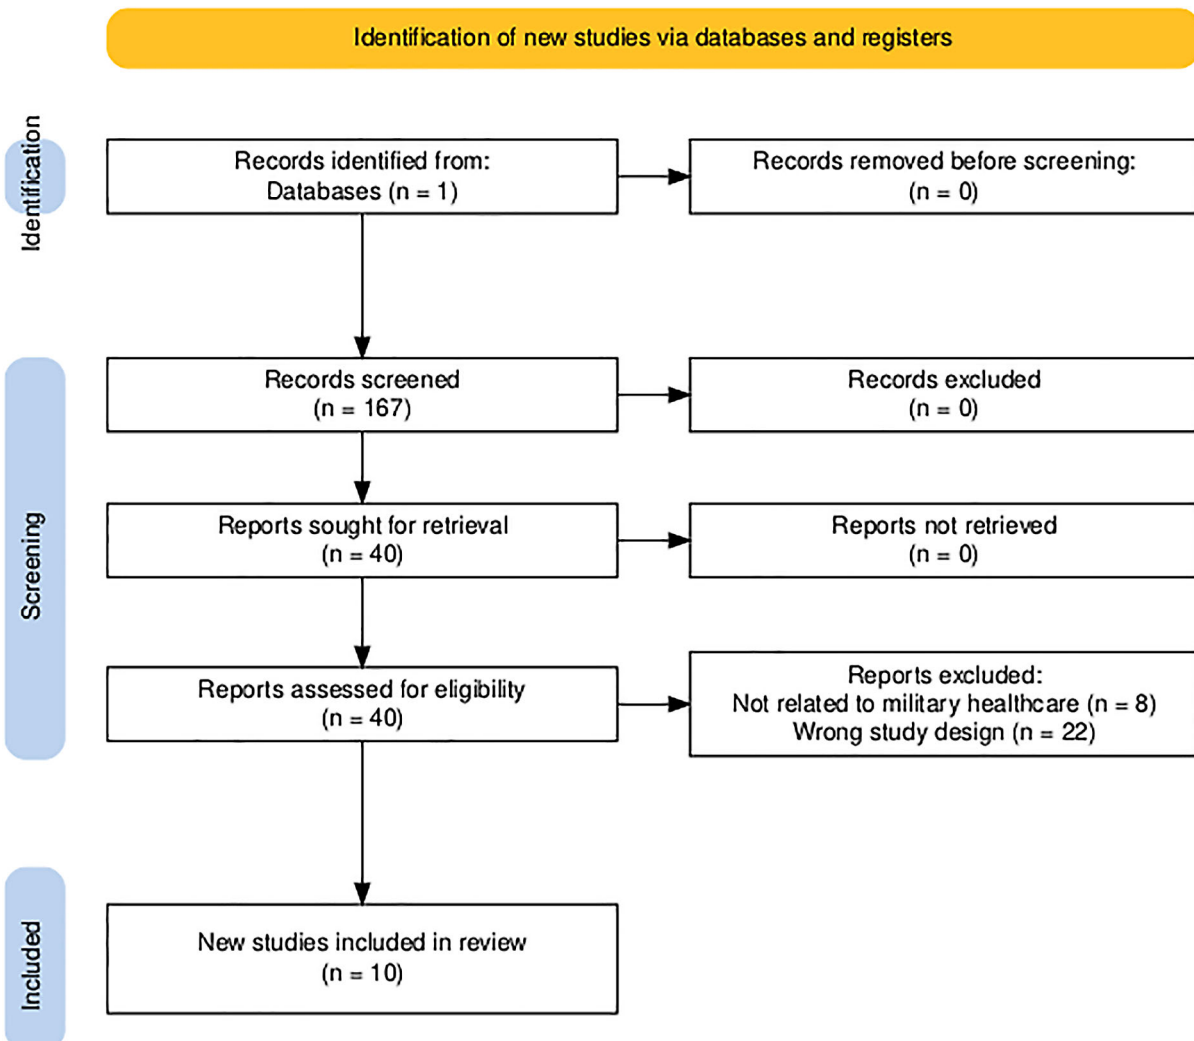 Identification of new studies via databases and registers
Identification
Records identified from:
Databases (n = 1)
Records removed before screening:
(n = 0)
Screening
Records screened
(n = 167)
Records excluded
(n = 0)
Reports sought for retrieval
(n = 40)
Reports not retrieved
(n = 0)
Reports assessed for eligibility
(n = 40)
Reports excluded:
Not related to military healthcare (n = 8)
Wrong study design (n = 22)
Included
New studies included in review
(n = 10)